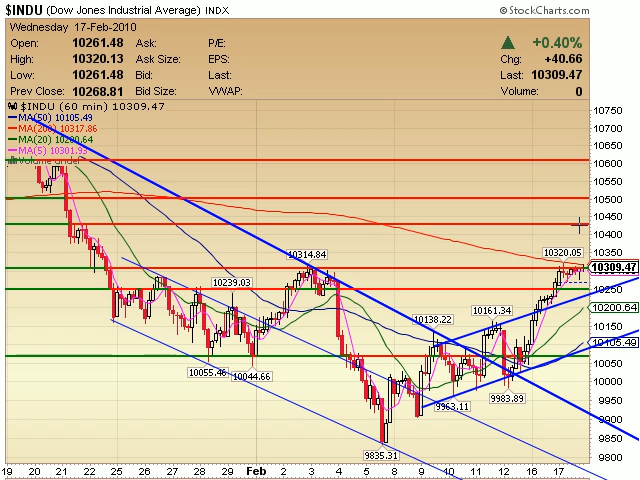 $INDU (Dow Jones Industrial Average) INDX
© StockCharts.com
Wednesday 17-Feb-2010
Open: 10261.48 Ask: P/E: +0.40%
High: 10320.13 Ask Size: EPS: Chg: +40.66
Low: 10261.48 Bid: Last: Last: 10309.47
Prev Close: 10268.81 Bid Size: VWAP: Volume: 0
$INDU (60 min) 10309.47
MA(50) 10105.49
MA(200) 10317.86
MA(20) 10200.64
MA(5) 10301.93
Volume undef
10750
10700
10650
10600
10550
10500
10450
10400
10350
10309.47
10250
10200.64
10150
10105.49
10050
10000
9950
9900
9850
9800
10320.05
10314.84
10239.03
10161.34
10138.22
10055.46
10044.66
9983.89
9963.11
9835.31
19 20 21 22 25 26 27 28 29 Feb 2 3 4 5 8 9 10 11 12 16 17